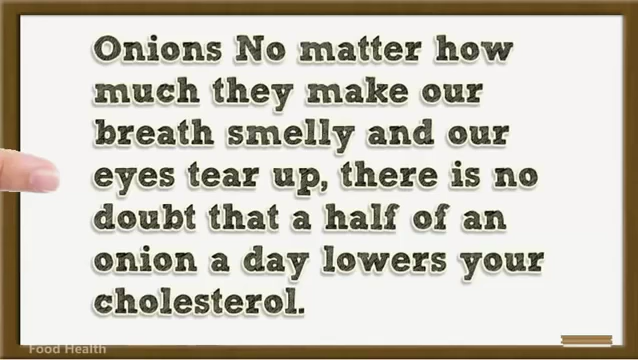 Onions No matter how
much they make our
breath smelly and our
eyes tear up, there is no
doubt that a half of an
onion a day lowers your
cholesterol.
Food Health